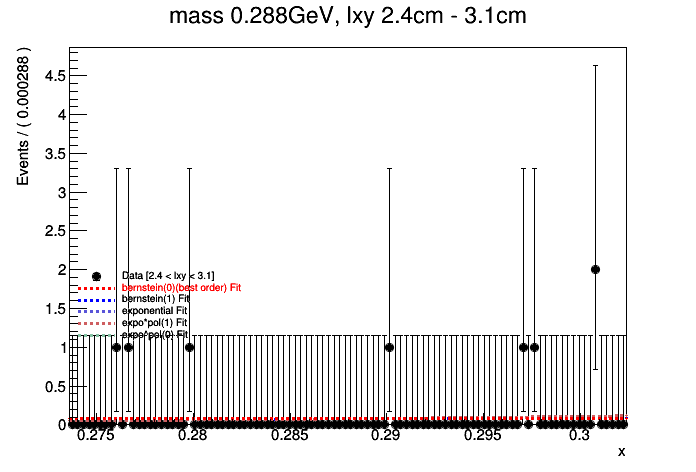 mass 0.288GeV, lxy 2.4cm - 3.1cm
Events / ( 0.000288 )
4.5
4
3.5
3
2.5
2
1.5
1
0.5
0
Data [2.4 < lxy < 3.1]
bernstein(0)(best order) Fit
bernstein(1) Fit
exponential Fit
expo*pol(1) Fit
expo*pol(0) Fit
0.275 0.28 0.285 0.29 0.295 0.3
x